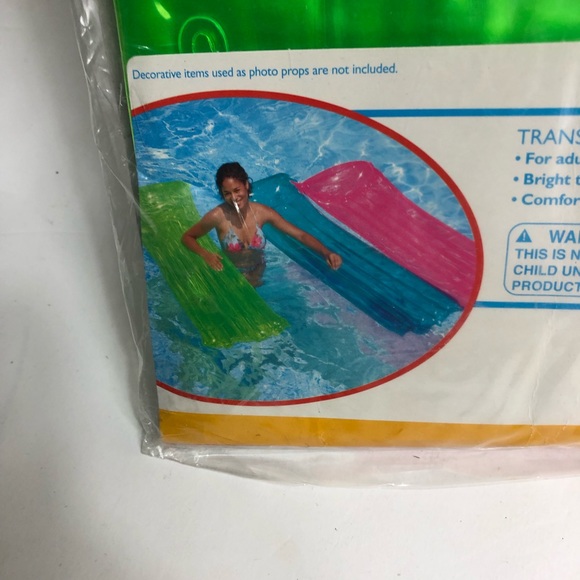 Decorative items used as photo props are not included.
TRANS
• For adu
• Bright t
• Comfor
WAR
THIS IS N
CHILD UN
PRODUCT